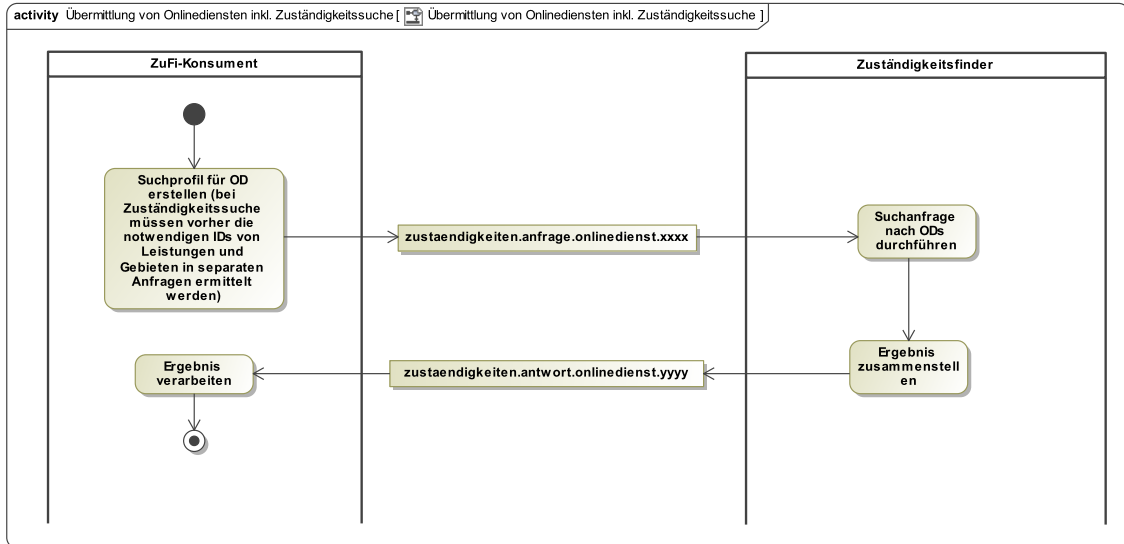 activity Übermittlung von Onlinediensten inkl. Zuständigkeitssuche [ Übermittlung von Onlinediensten inkl. Zuständigkeitssuche ]
ZuFi-Konsument
Zuständigkeitsfinder
Suchprofil für OD
erstellen (bei
Zuständigkeitssuche
müssen vorher die
notwendigen IDs von
Leistungen und
Gebieten in separaten
Anfragen ermittelt
werden)
zustaendigkeiten.anfrage.onlinedienst.xxxx
Suchanfrage
nach ODs
durchführen
Ergebnis
zusammenstell
en
zustaendigkeiten.antwort.onlinedienst.yyyy
Ergebnis
verarbeiten